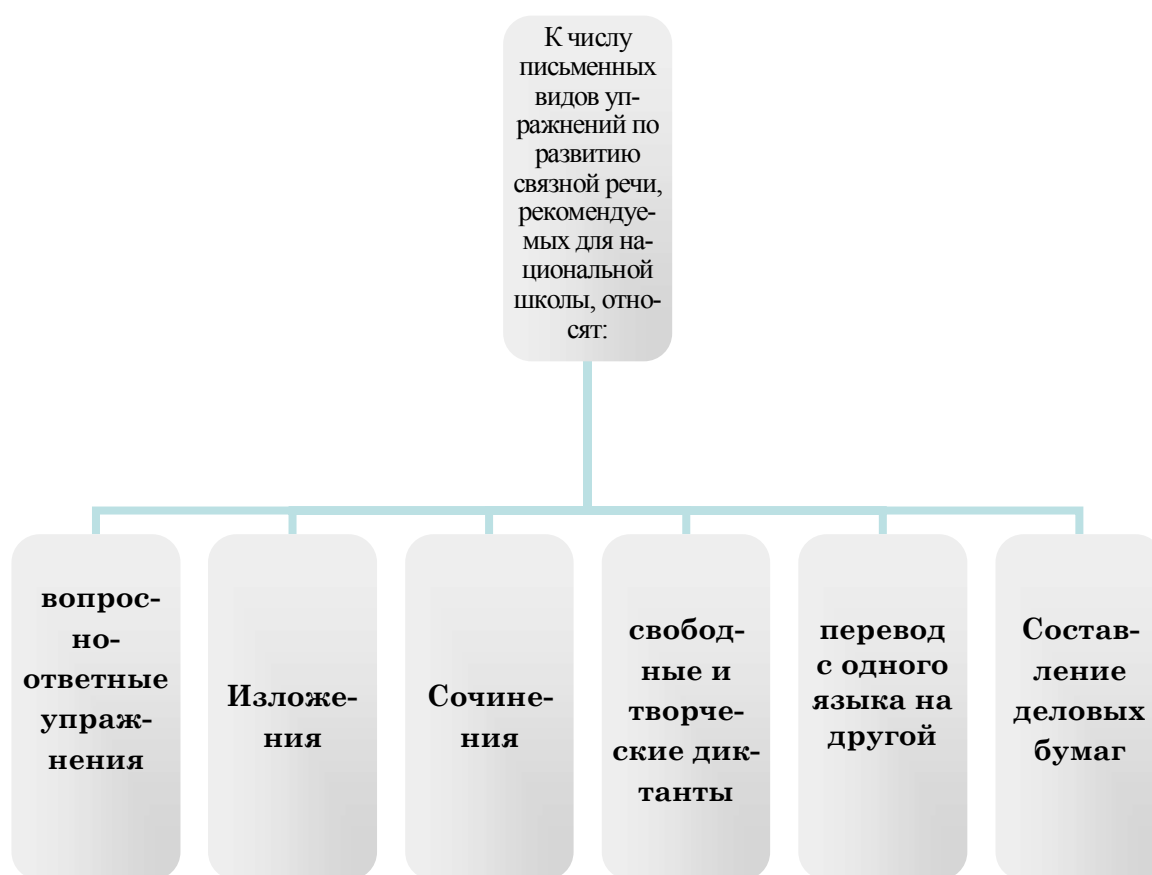 К числу
письменных
видов уп-
ражнений по
развитию
связной речи,
рекомендуе-
мых для на-
циональной
школы, отно-
сят:
вопрос-
но-
ответные
упраж-
нения
Изложе-
ния
Сочине-
ния
свобод-
ные и
творче-
ские дик-
танты
перевод
с одного
языка на
другой
Состав-
ление
деловых
бумаг